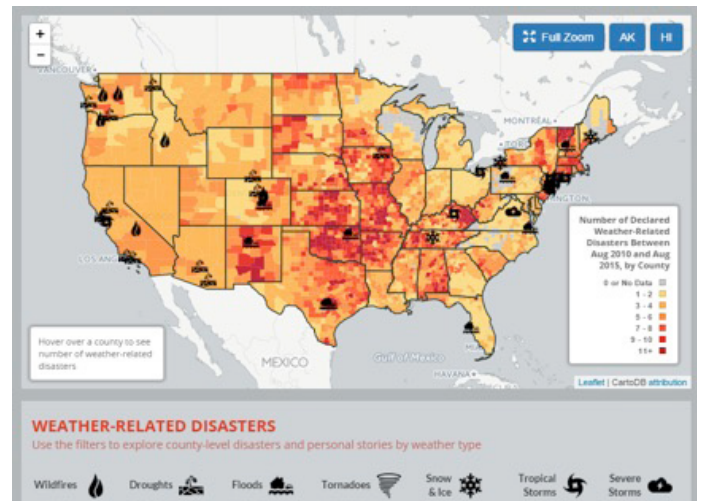 +
Full Zoom
AK
HI
−
VANCOUVER
MONTRÉAL
LOS ANG
Number of Declared
Weather-Related
Disasters Between
Aug 2010 and Aug
2015, by County
0 or No Data
1 - 2
3 - 4
5 - 6
7 - 8
9 - 10
11+
Hover over a county to see
number of weather-related
disasters
MEXICO
Gulf of Mexico
HAVANA
Leaflet | CartoDB attribution
WEATHER-RELATED DISASTERS
Use the filters to explore county-level disasters and personal stories by weather type
Wildfires
Droughts
Floods
Tornadoes
Snow
& Ice
Tropical
Storms
Severe
Storms